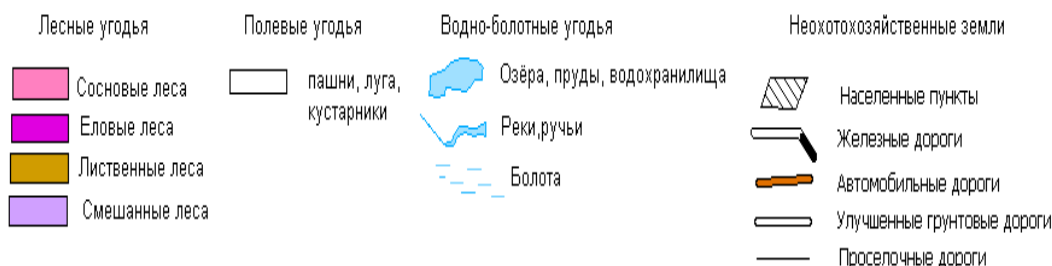 Лесные угодья
Сосновые леса
Еловые леса
Лиственные леса
Смешанные леса
Полевые угодья
пашни, луга,
кустарники
Водно-болотные угодья
Озёра, пруды, водохранилища
Реки,ручьи
Болота
Неохотохозяйственные земли
Населенные пункты
Железные дороги
Автомобильные дороги
Улучшенные грунтовые дороги
Проселочные дороги